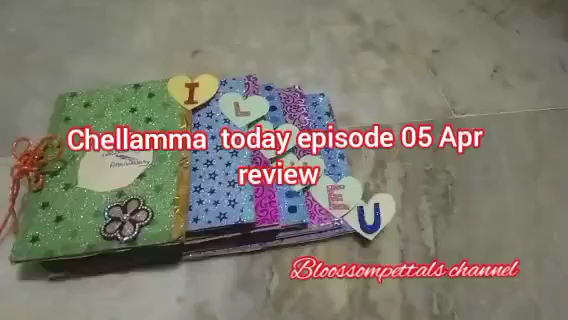 I
L
Chellamma today episode 05 Apr
review
E
U
Bloossompettals channel